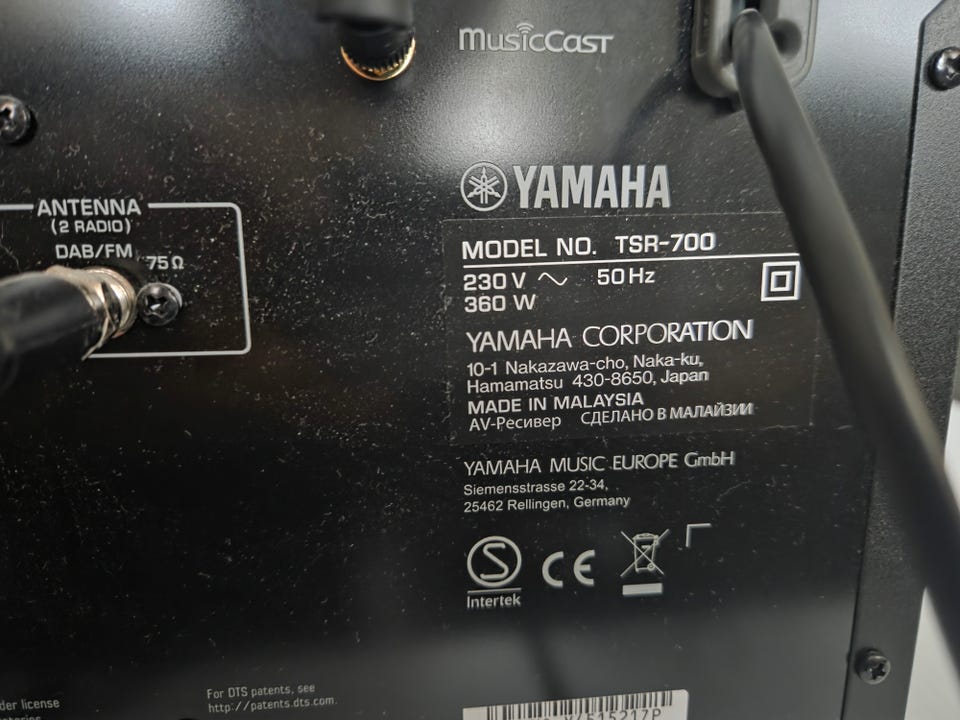 MusicCast
ANTENNA
(2 RADIO)
DAB/FM
75Ω
YAMAHA
MODEL NO. TSR-700
230 V ~ 50 Hz
360 W
YAMAHA CORPORATION
10-1 Nakazawa-cho, Naka-ku,
Hamamatsu 430-8650, Japan
MADE IN MALAYSIA
AV-Ресивер СДЕЛАНО В МАЛАЙЗИИ
YAMAHA MUSIC EUROPE GmbH
Siemensstrasse 22-34,
25462 Rellingen, Germany
S
Intertek
CE
der license
For DTS patents, see
http://patents.dts.com.